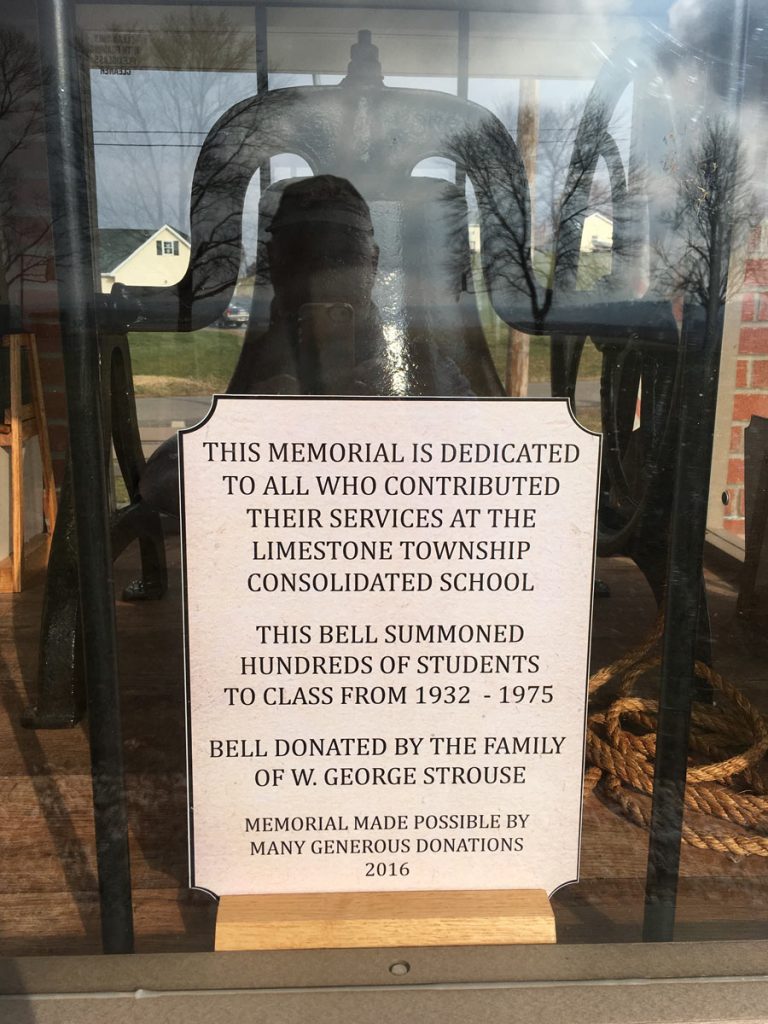 THIS MEMORIAL IS DEDICATED
TO ALL WHO CONTRIBUTED
THEIR SERVICES AT THE
LIMESTONE TOWNSHIP
CONSOLIDATED SCHOOL
THIS BELL SUMMONED
HUNDREDS OF STUDENTS
TO CLASS FROM 1932 - 1975
BELL DONATED BY THE FAMILY
OF W. GEORGE STROUSE
MEMORIAL MADE POSSIBLE BY
MANY GENEROUS DONATIONS
2016